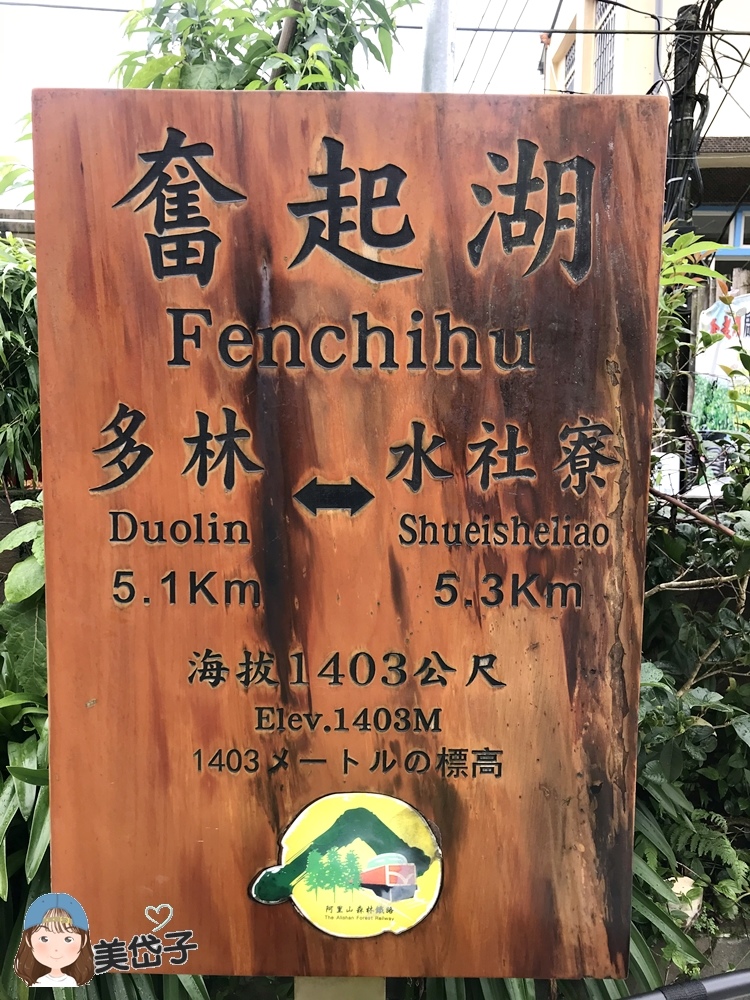 奮起湖
Fenchihu
多林 水社寮
Duolin Shueisheliao
5.1Km 5.3Km
海拔1403公尺
Elev.1403M
1403メートルの標高
阿里山森林鐵路
The Alishan Forest Railway
美岱子